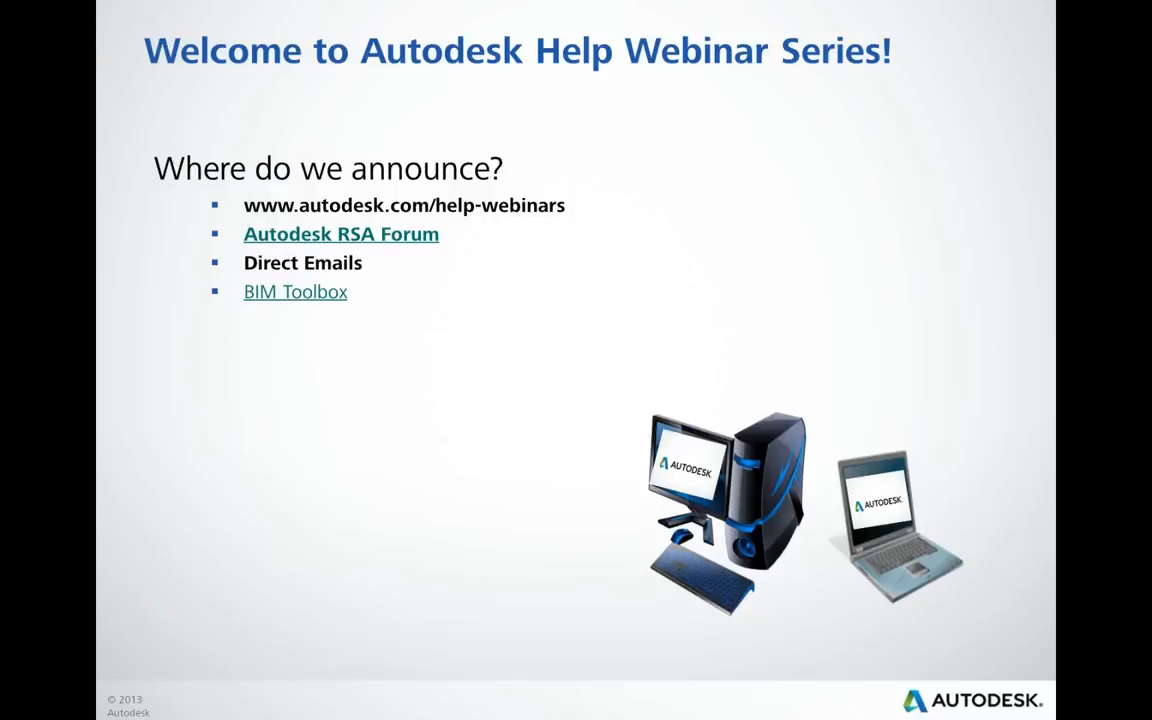 Welcome to Autodesk Help Webinar Series!
Where do we announce?
▪ www.autodesk.com/help-webinars
▪ Autodesk RSA Forum
▪ Direct Emails
▪ BIM Toolbox
AUTODESK
AUTODESK
© 2013
Autodesk
AUTODESK.